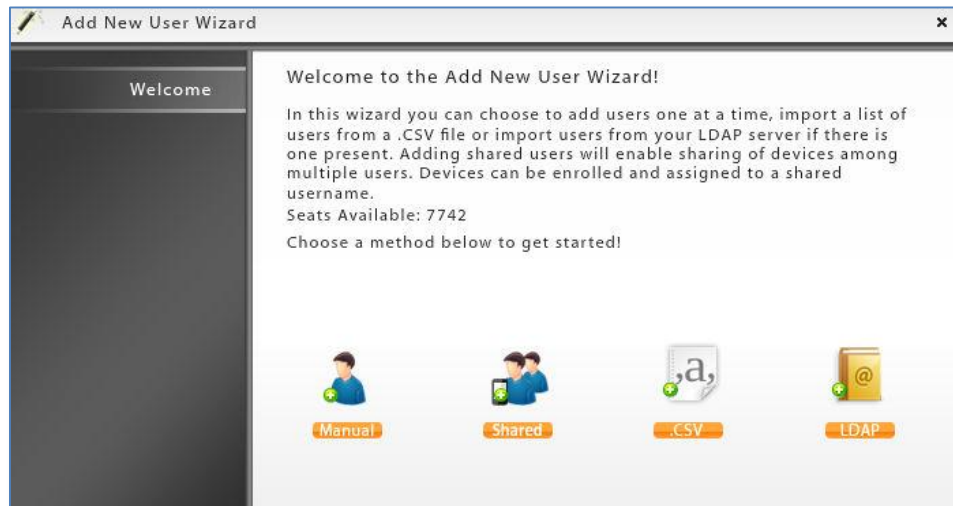 Add New User Wizard
x
Welcome
Welcome to the Add New User Wizard!
In this wizard you can choose to add users one at a time, import a list of
users from a .CSV file or import users from your LDAP server if there is
one present. Adding shared users will enable sharing of devices among
multiple users. Devices can be enrolled and assigned to a shared
username.
Seats Available: 7742
Choose a method below to get started!
,a,
@
Manual
Shared
.CSV
LDAP